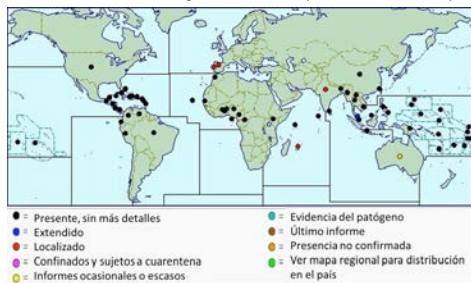 = Presente, sin más detalles
= Extendido
= Localizado
= Confinados y sujetos a cuarentena
= Informes ocasionales o escasos
= Evidencia del patógeno
= Último informe
= Presencia no confirmada
= Ver mapa regional para distribución
en el país